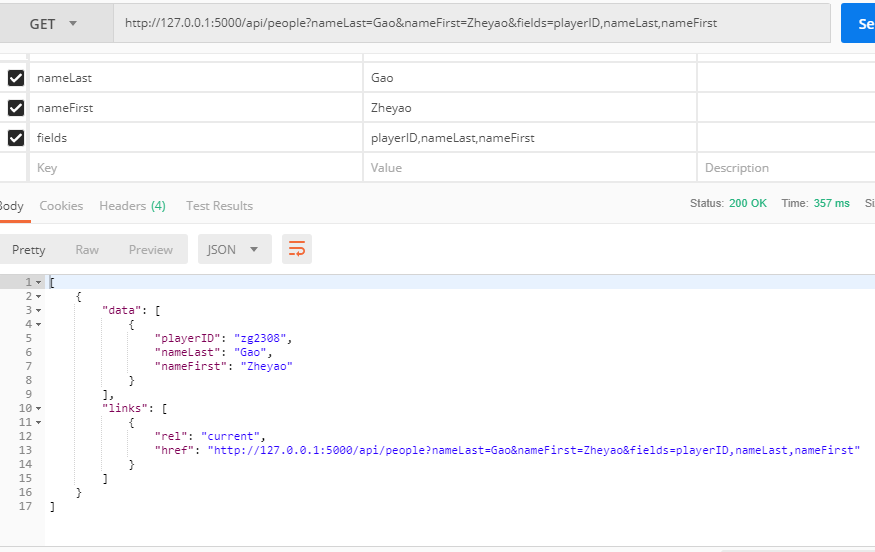 GET http://127.0.0.1:5000/api/people?nameLast=Gao&nameFirst=Zheyao&fields=playerID,nameLast,nameFirst Se
nameLast Gao
nameFirst Zheyao
fields playerID,nameLast,nameFirst
Key Value Description
Body Cookies Headers (4) Test Results Status: 200 OK Time: 357 ms Si
Pretty Raw Preview JSON
1 [
2 {
3 "data": [
4 {
5 "playerID": "zg2308",
6 "nameLast": "Gao",
7 "nameFirst": "Zheyao"
8 }
9 ],
10 "links": [
11 {
12 "rel": "current",
13 "href": "http://127.0.0.1:5000/api/people?nameLast=Gao&nameFirst=Zheyao&fields=playerID,nameLast,nameFirst"
14 }
15 ]
16 }
17 ]